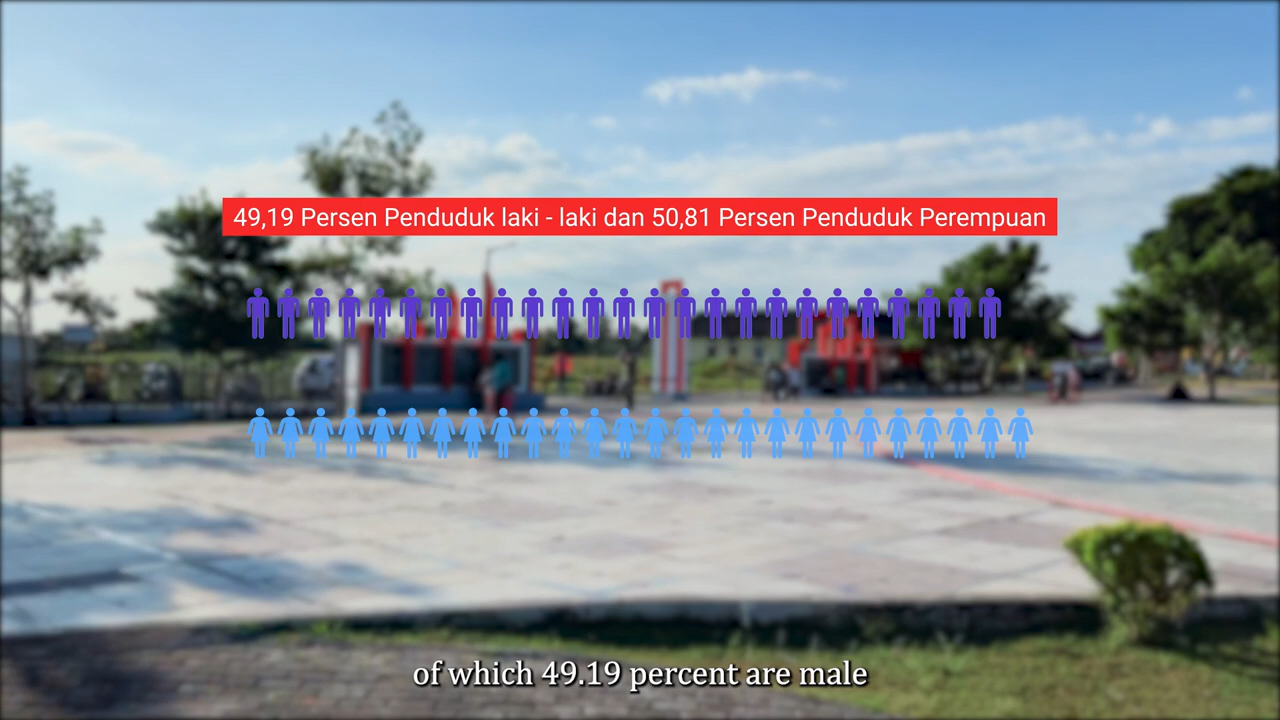 49,19 Persen Penduduk laki - laki dan 50,81 Persen Penduduk Perempuan
of which 49.19 percent are male